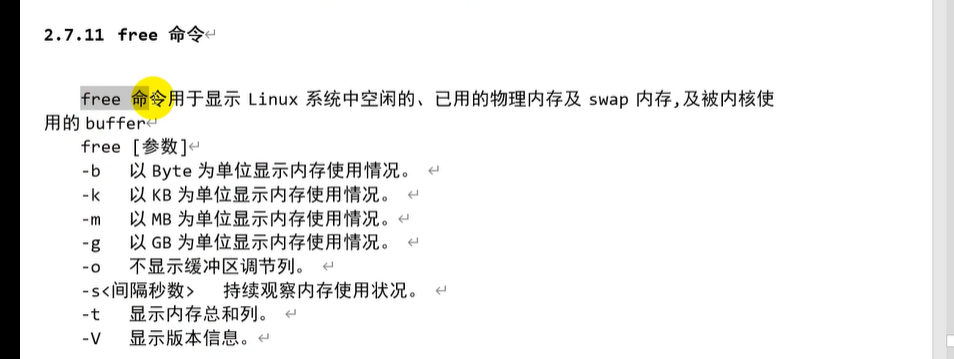 2.7.11 free 命令↵
free 命令用于显示 Linux 系统中空闲的、已用的物理内存及 swap 内存,及被内核使
用的 buffer↵
free [参数]↵
-b 以 Byte 为单位显示内存使用情况。 ↵
-k 以 KB 为单位显示内存使用情况。 ↵
-m 以 MB 为单位显示内存使用情况。↵
-g 以 GB 为单位显示内存使用情况。 ↵
-o 不显示缓冲区调节列。 ↵
-s<间隔秒数> 持续观察内存使用状况。 ↵
-t 显示内存总和列。 ↵
-V 显示版本信息。↵